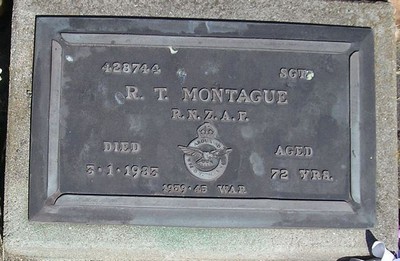 428744 SGT.
R. T. MONTAGUE
R.N.Z.A.F.
DIED AGED
3·1·1983 72 YRS.
1939-45 WAR